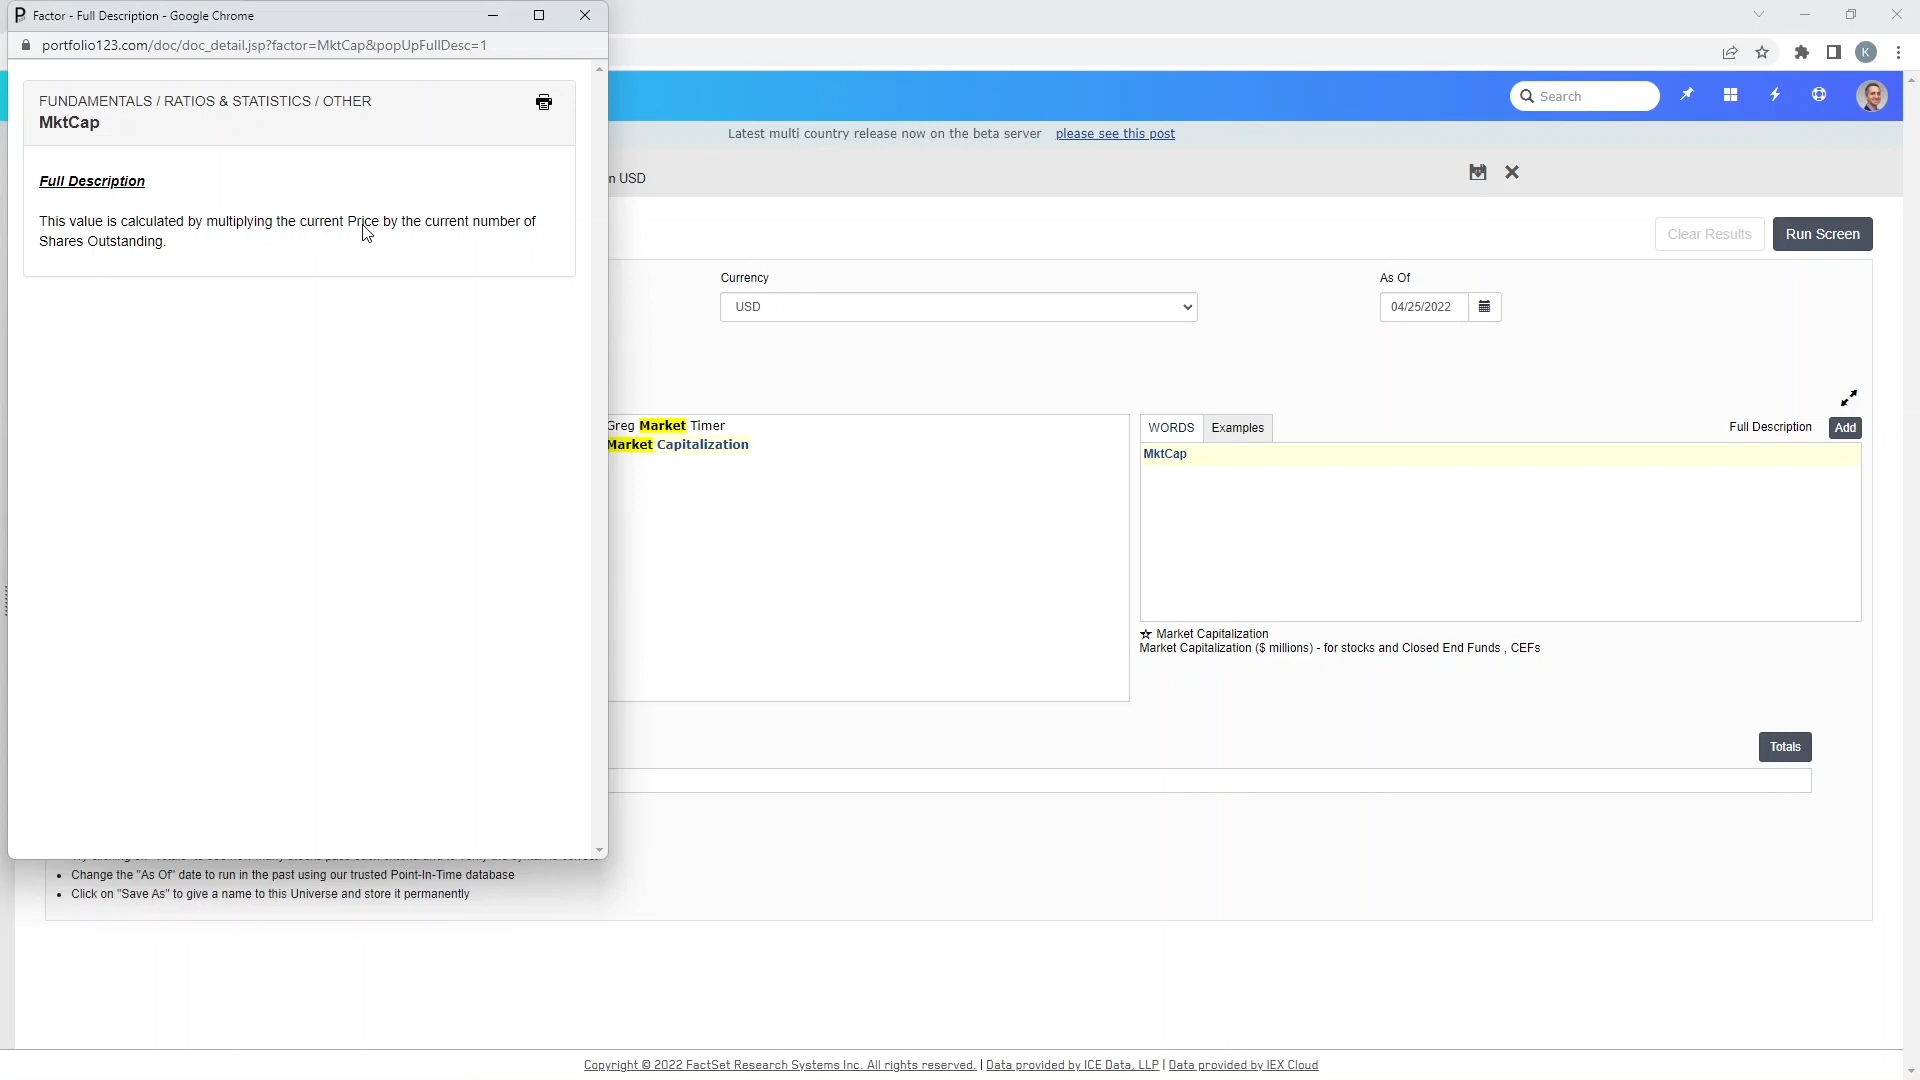 Factor - Full Description - Google Chrome
portfolio123.com/doc/doc_detail.jsp?factor=MktCap&popUpFullDesc=1
K
FUNDAMENTALS / RATIOS & STATISTICS / OTHER
MktCap
Search
Latest multi country release now on the beta server please see this post
Full Description
n USD
This value is calculated by multiplying the current Price by the current number of
Shares Outstanding.
Clear Results
Run Screen
Currency
As Of
USD
04/25/2022
Greg Market Timer
Market Capitalization
WORDS
Examples
Full Description
Add
MktCap
Market Capitalization
Market Capitalization ($ millions) - for stocks and Closed End Funds , CEFs
Totals
• Change the "As Of" date to run in the past using our trusted Point-In-Time database
• Click on "Save As" to give a name to this Universe and store it permanently
Copyright © 2022 FactSet Research Systems Inc. All rights reserved. | Data provided by ICE Data, LLP | Data provided by IEX Cloud